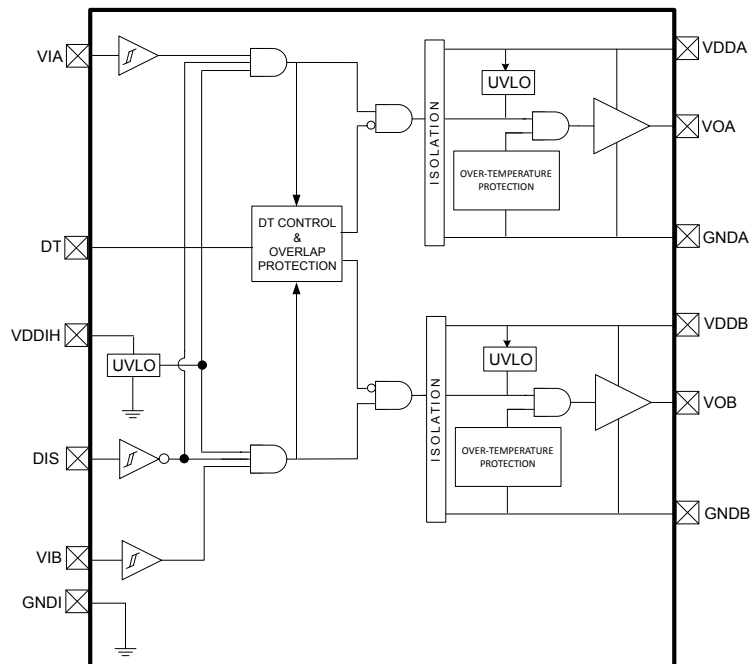 VIA
DT
VDDIH
DIS
VIB
GNDI
UVLO
DT CONTROL
&
OVERLAP
PROTECTION
ISOLATION
UVLO
OVER-TEMPERATURE
PROTECTION
VDDA
VOA
GNDA
ISOLATION
UVLO
OVER-TEMPERATURE
PROTECTION
VDDB
VOB
GNDB